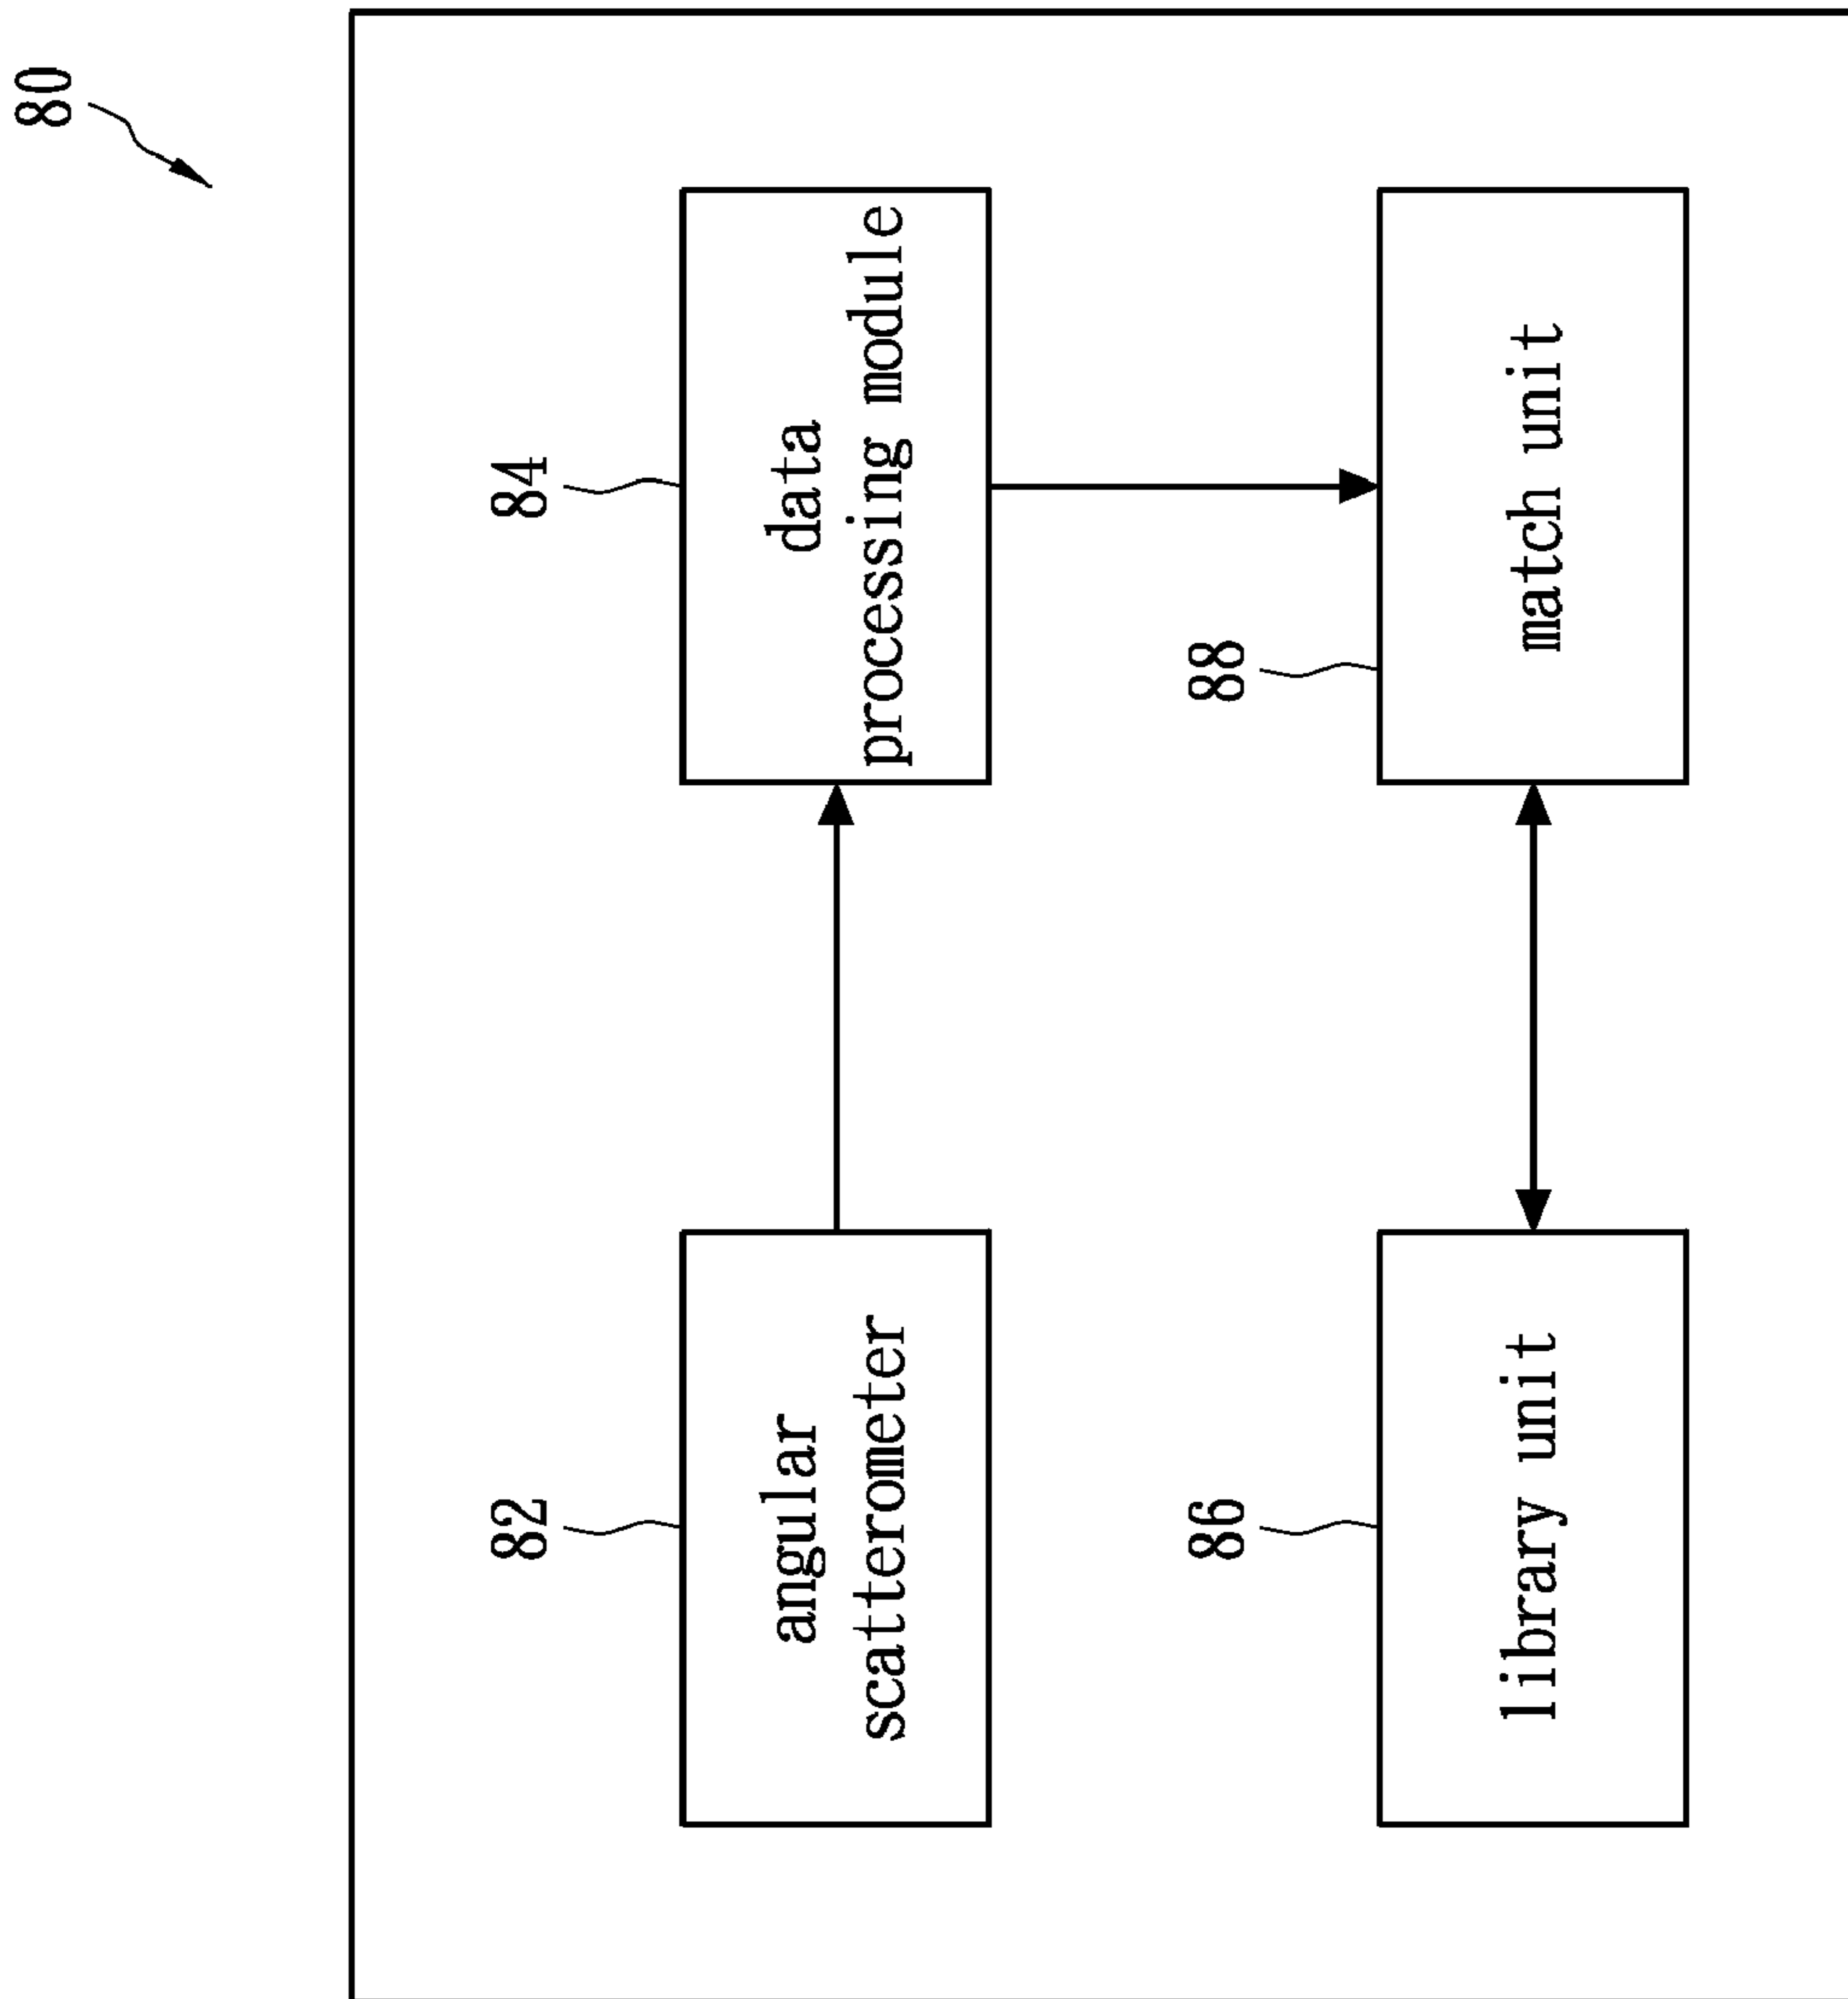 80
82
angular
scatterometer
84
data
processing module
86
library unit
88
match unit